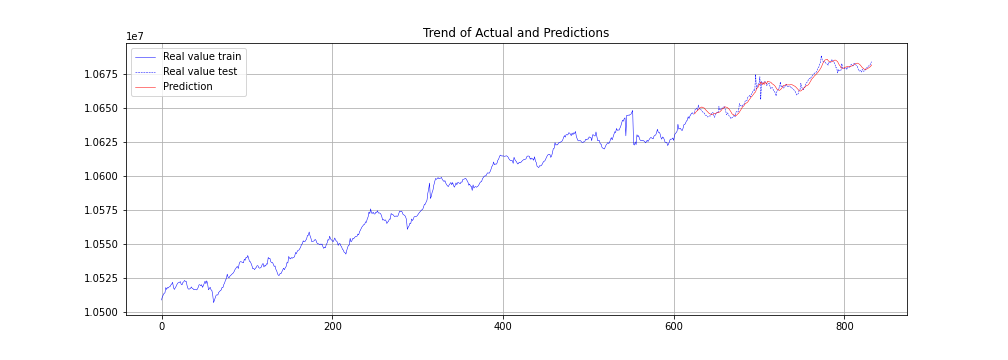 Trend of Actual and Predictions
1e7
Real value train
Real value test
Prediction
1.0675
1.0650
1.0625
1.0600
1.0575
1.0550
1.0525
1.0500
0 200 400 600 800